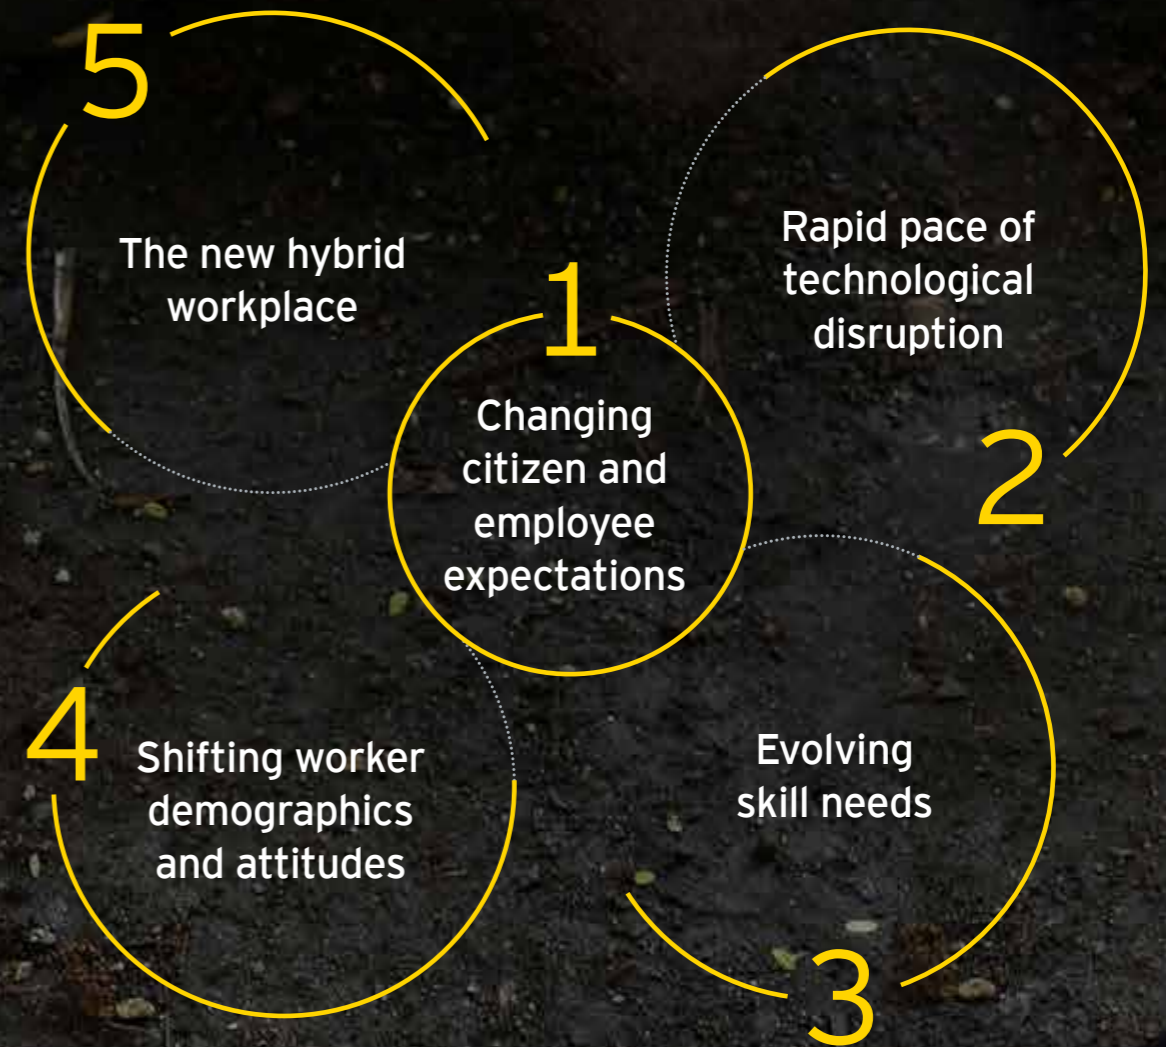 1
Changing
citizen and
employee
expectations
2
Rapid pace of
technological
disruption
3
Evolving
skill needs
4
Shifting worker
demographics
and attitudes
5
The new hybrid
workplace